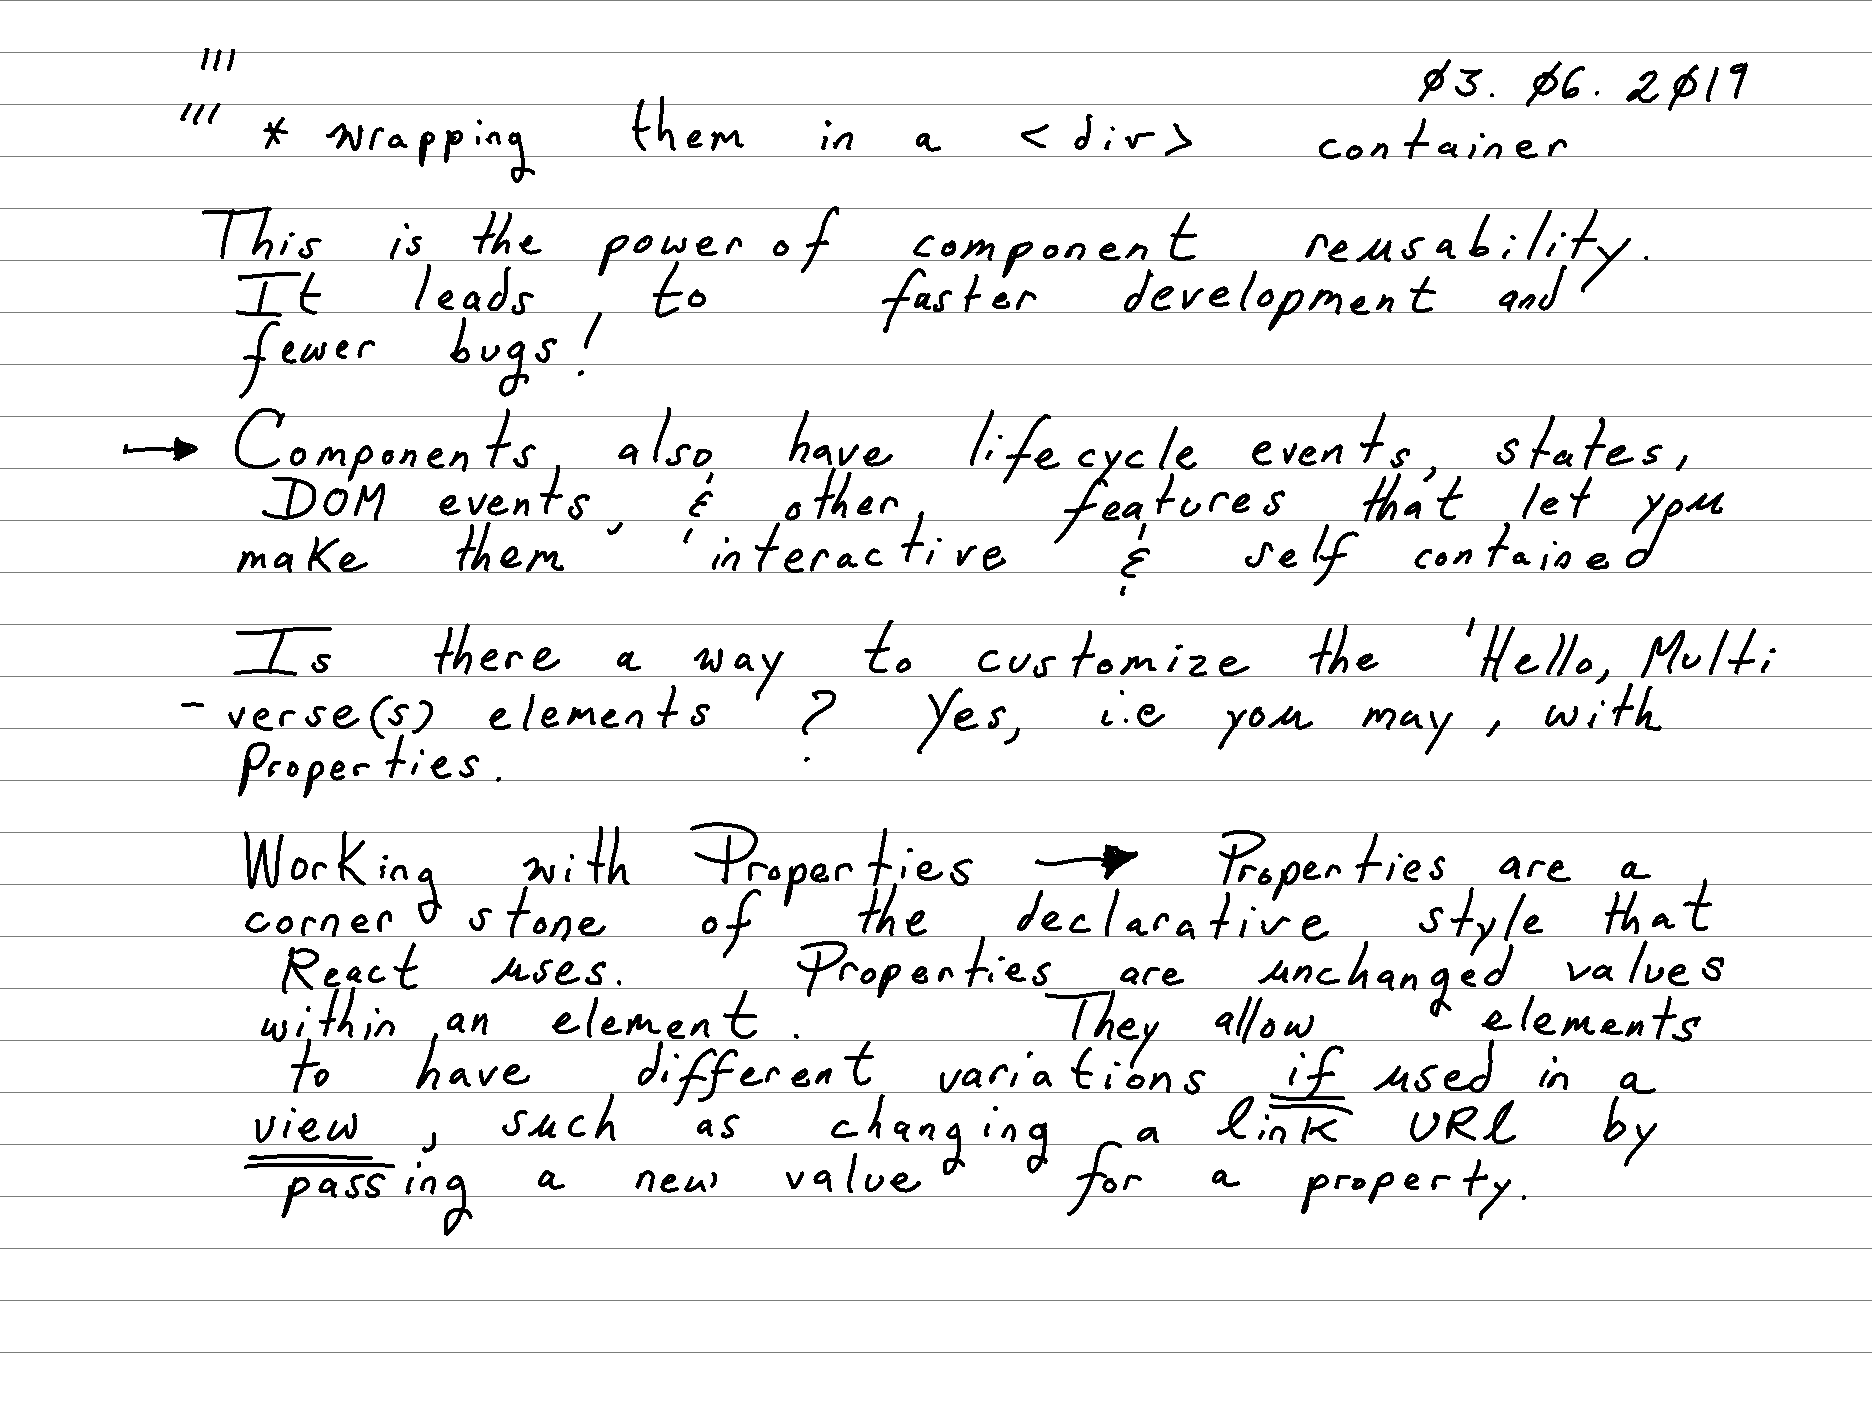 '''
03.06.2019
''' * wrapping them in a <div> container
This is the power of component reusability.
It leads to faster development and
fewer bugs!
→ Components, also have lifecycle events, states,
DOM events, & other features that let you
make them interactive & self contained
Is there a way to customize the 'Hello, Multi
- verse(s) elements' ? Yes, i.e you may, with
Properties.
Working with Properties → Properties are a
corner stone of the declarative style that
React uses. Properties are unchanged values
within an element. They allow elements
to have different variations if used in a
view, such as changing a link URL by
passing a new value for a property.